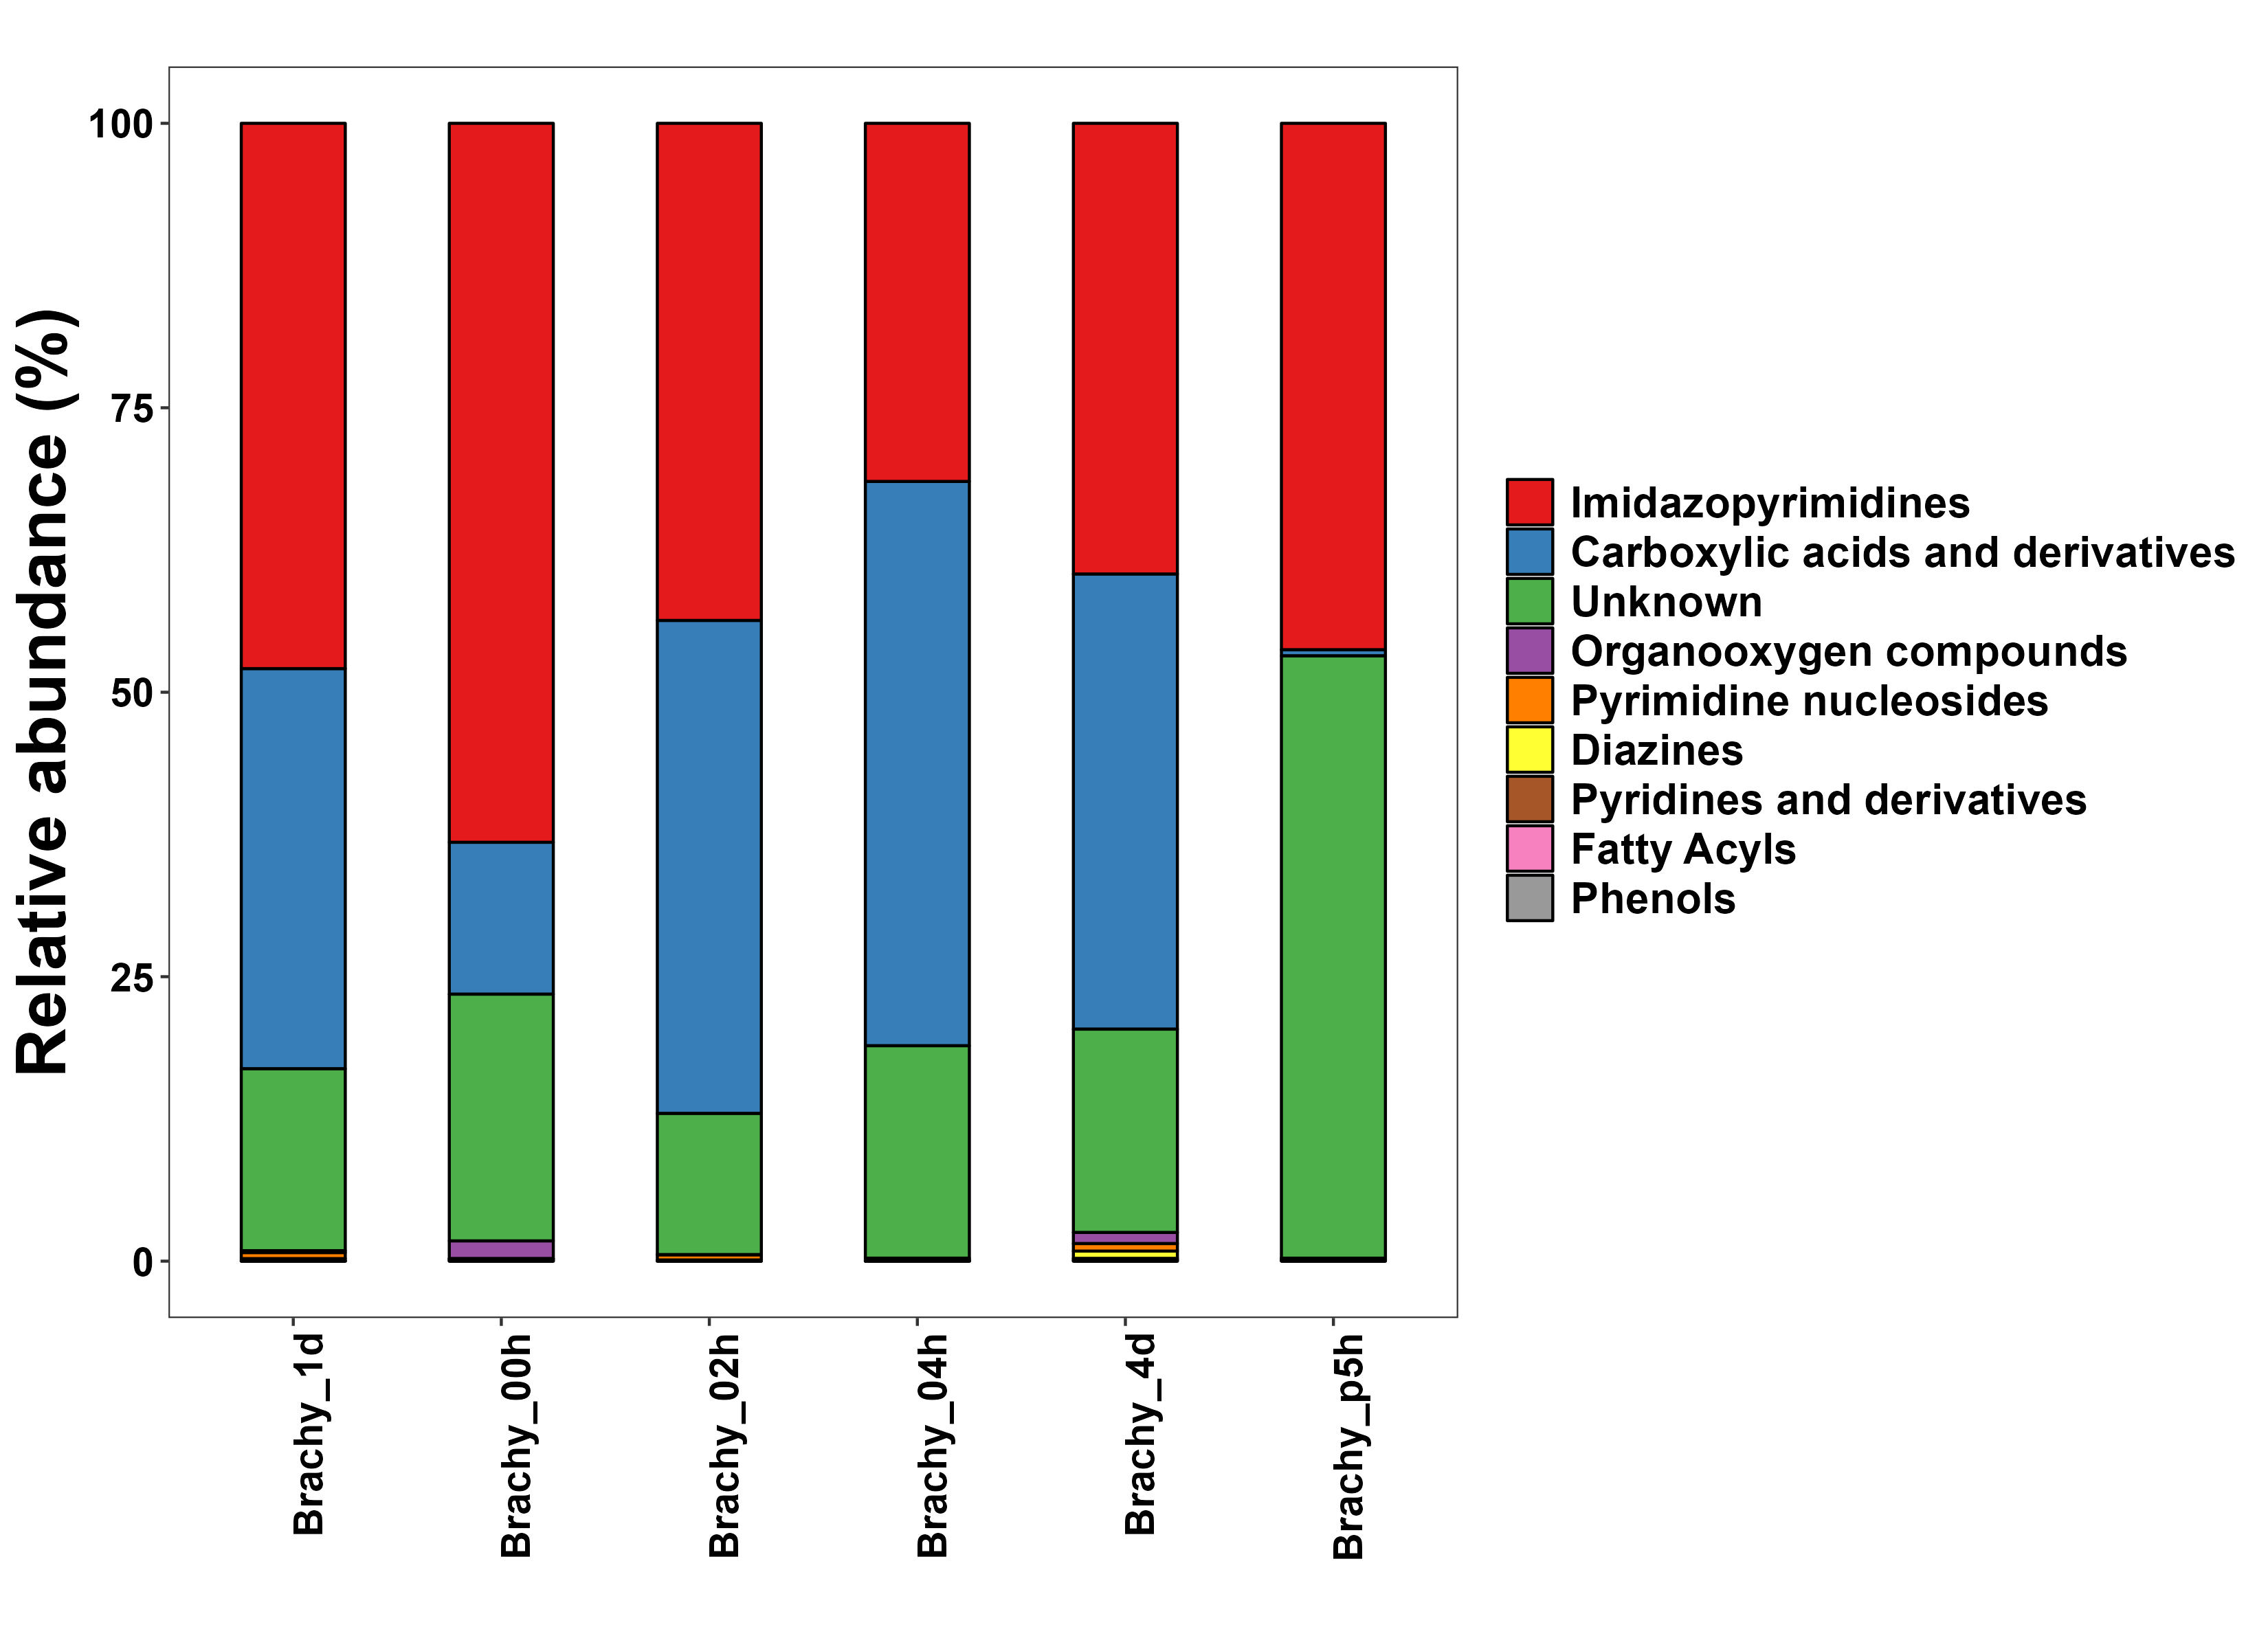 Relative abundance (%)
100
75
50
25
0
Brachy_1d
Brachy_00h
Brachy_02h
Brachy_04h
Brachy_4d
Brachy_p5h
Imidazopyrimidines
Carboxylic acids and derivatives
Unknown
Organooxygen compounds
Pyrimidine nucleosides
Diazines
Pyridines and derivatives
Fatty Acyls
Phenols